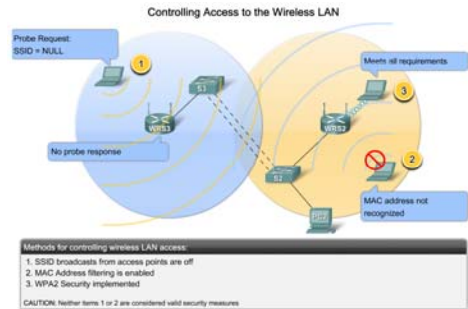 Controlling Access to the Wireless LAN
Probe Request:
SSID = NULL
1
S3
WRS3
No probe response
Meets all requirements
3
WRS2
S2
2
MAC address not
recognized
Methods for controlling wireless LAN access:
1. SSID broadcasts from access points are off
2. MAC Address filtering is enabled
3. WPA2 Security implemented
CAUTION: Neither items 1 or 2 are considered valid security measures